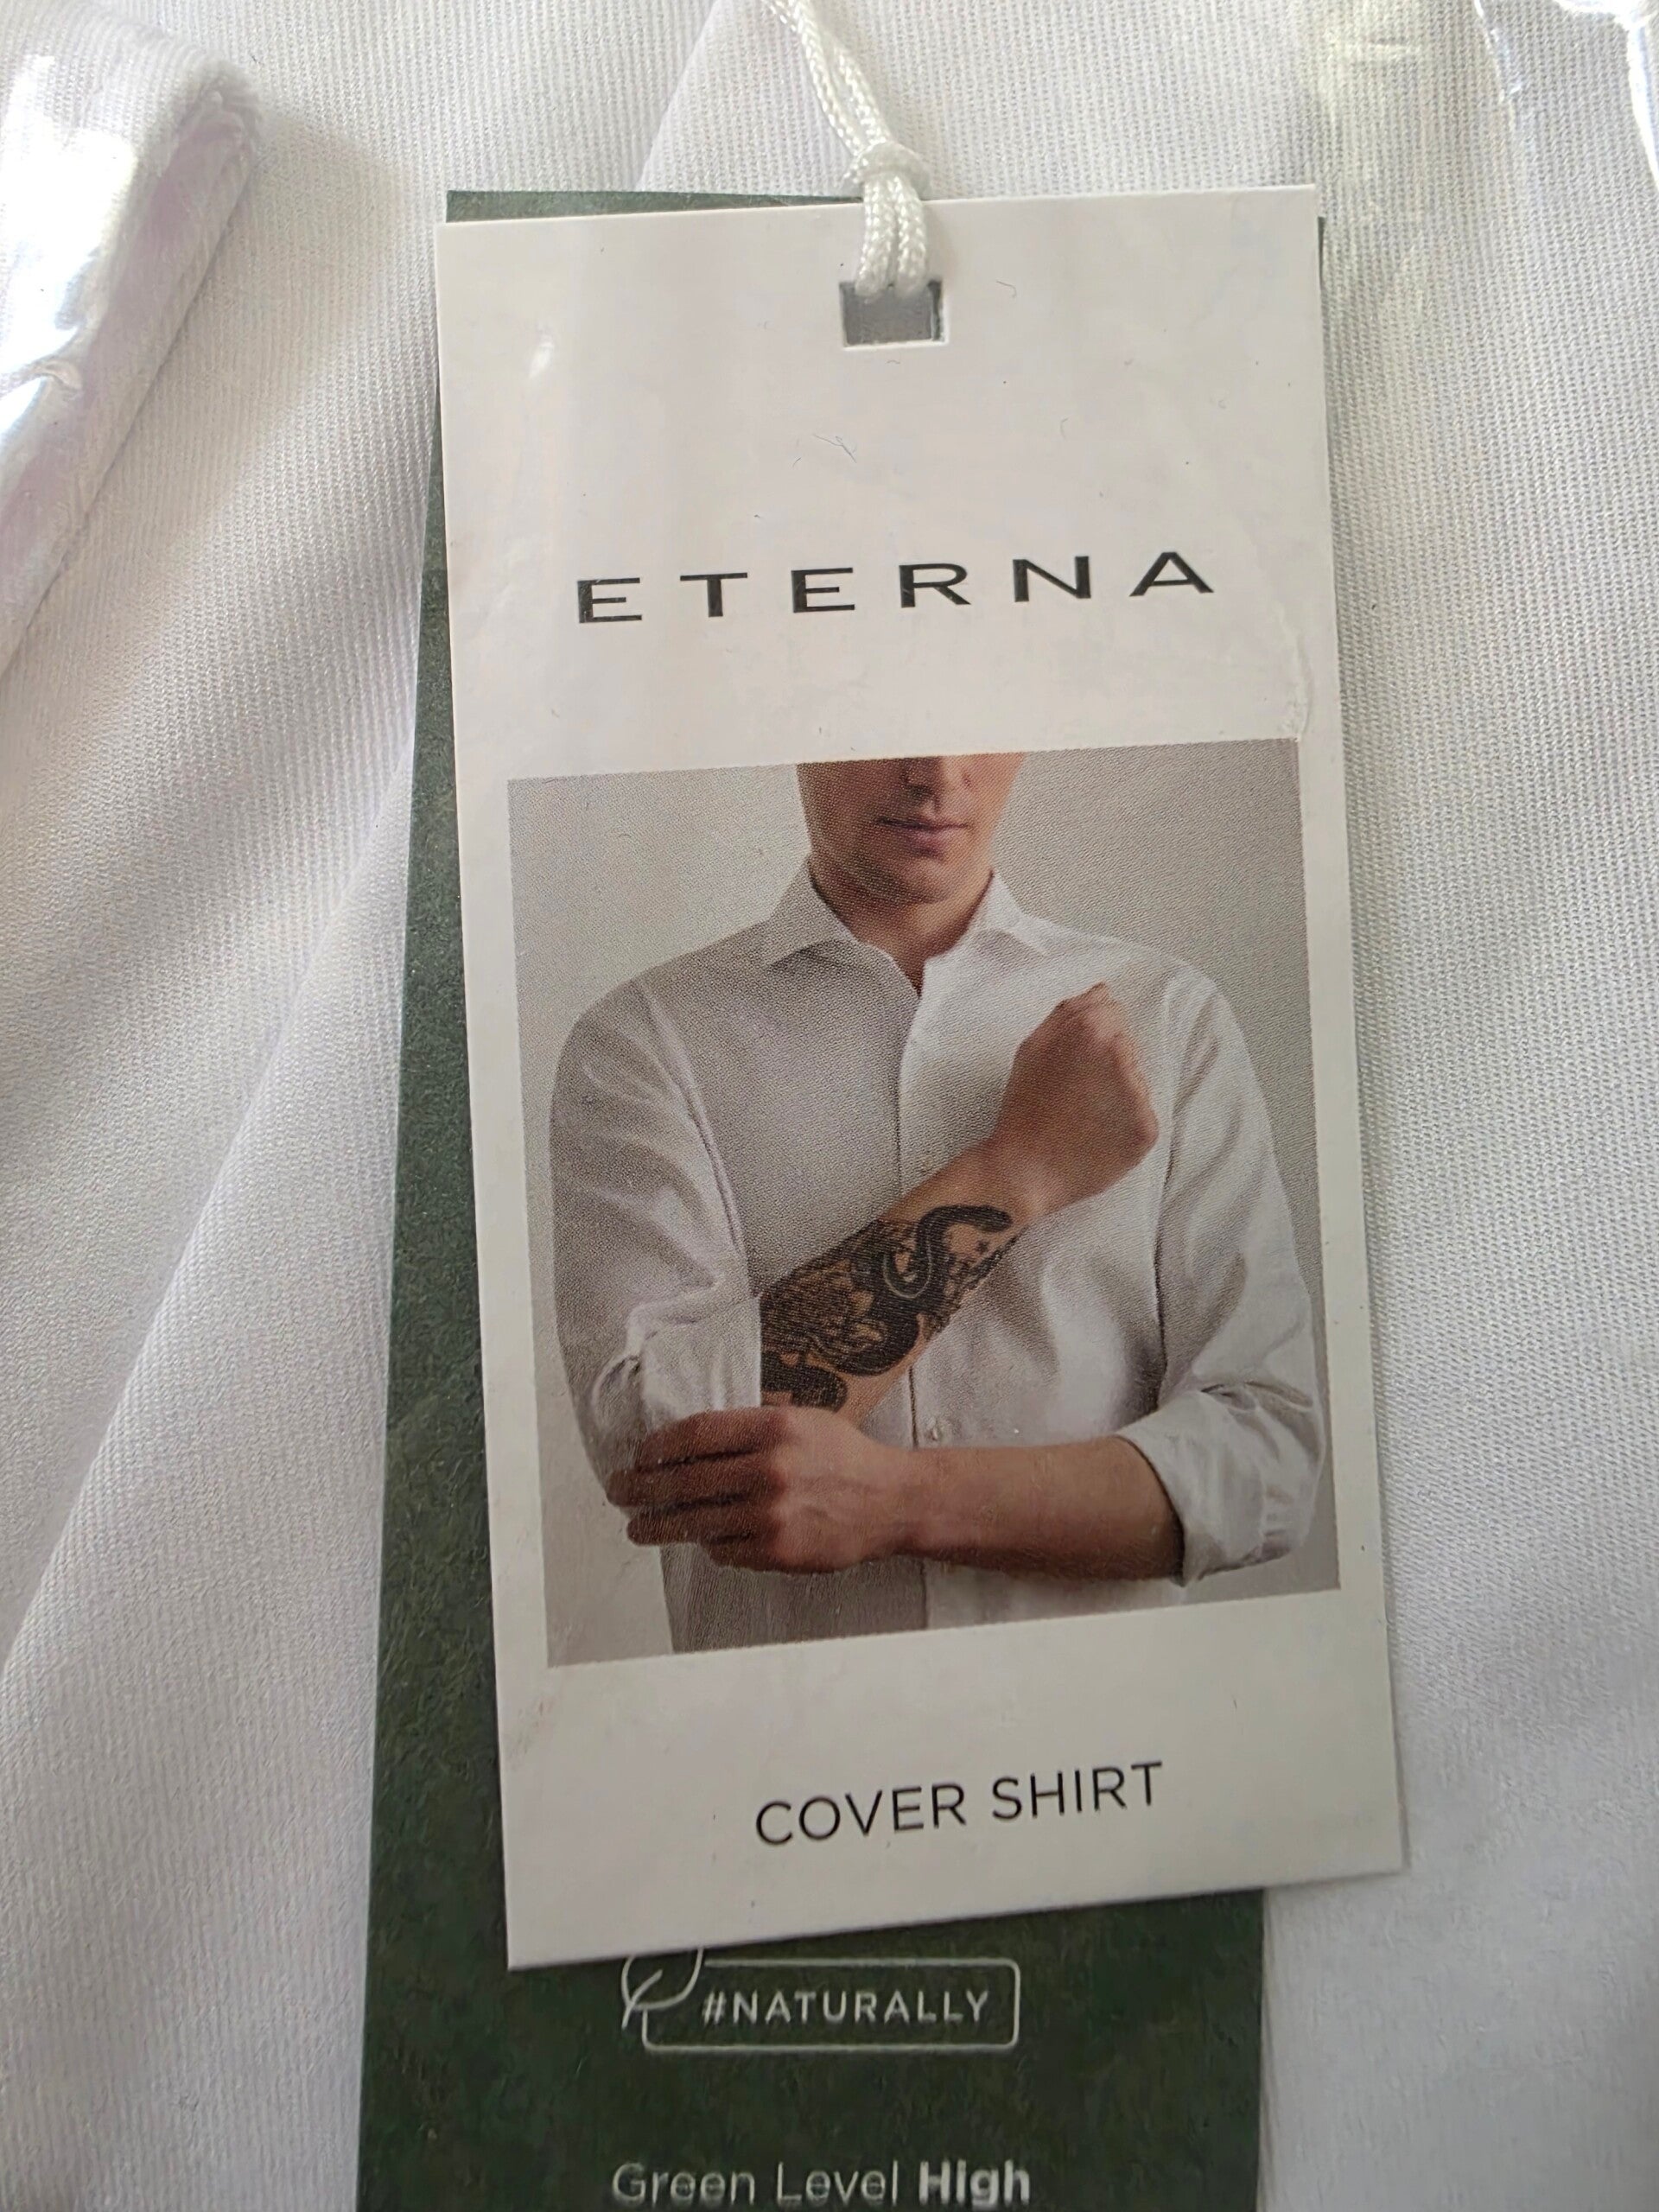 ETERNA
COVER SHIRT
#NATURALLY
Green Level High